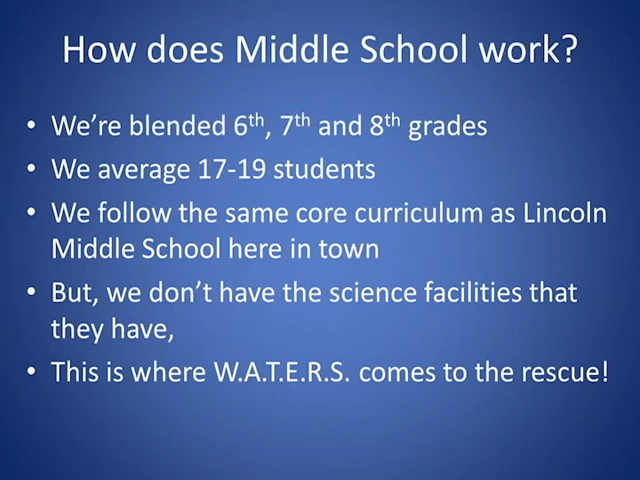 How does Middle School work?
• We’re blended 6th, 7th and 8th grades
• We average 17-19 students
• We follow the same core curriculum as Lincoln
Middle School here in town
• But, we don’t have the science facilities that
they have,
• This is where W.A.T.E.R.S. comes to the rescue!